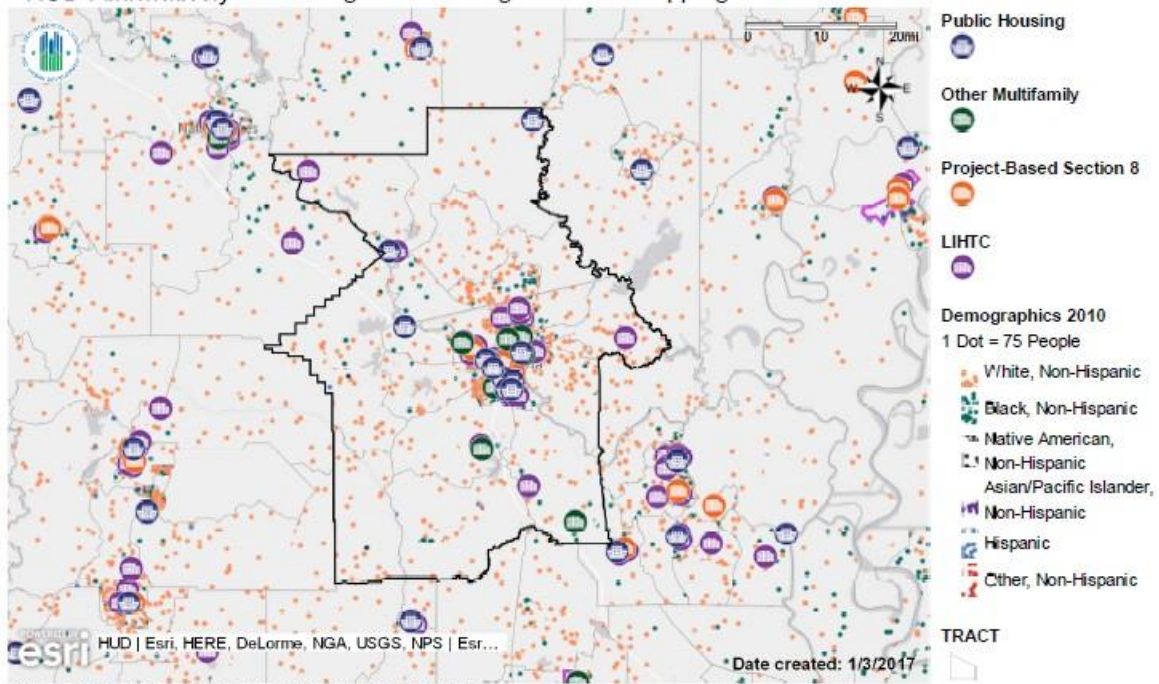 0 10 20mi
N
W E
S
Public Housing
Other Multifamily
Project-Based Section 8
LIHTC
Demographics 2010
1 Dot = 75 People
White, Non-Hispanic
Black, Non-Hispanic
Native American,
Non-Hispanic
Asian/Pacific Islander,
Non-Hispanic
Hispanic
Other, Non-Hispanic
TRACT
POWERED BY
esri
HUD | Esri, HERE, DeLorme, NGA, USGS, NPS | Esr...
Date created: 1/3/2017